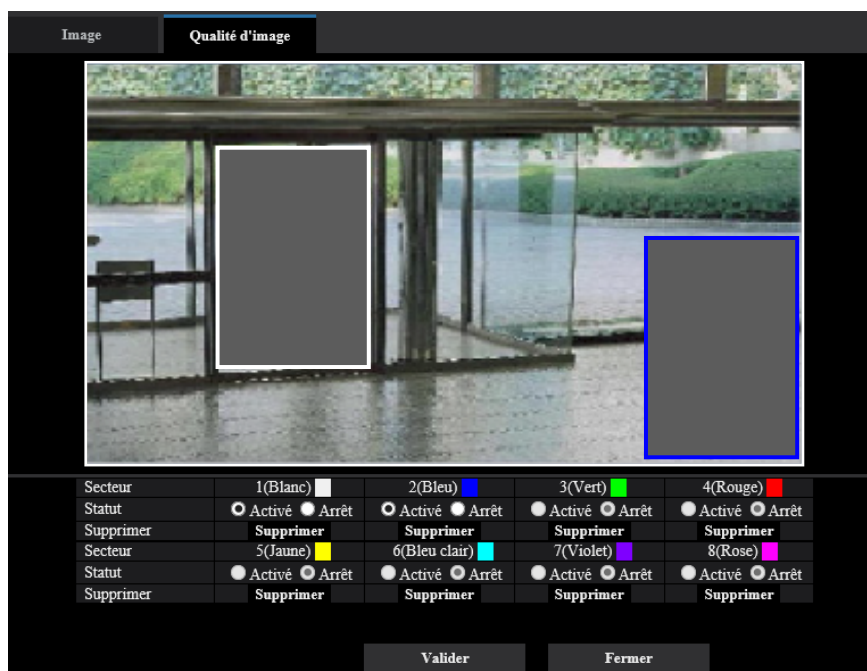 Image Qualité d'image
Secteur 1(Blanc) 2(Bleu) 3(Vert) 4(Rouge)
Statut Activé Arrêt Activé Arrêt Activé Arrêt Activé Arrêt
Supprimer Supprimer Supprimer Supprimer Supprimer
Secteur 5(Jaune) 6(Bleu clair) 7(Violet) 8(Rose)
Statut Activé Arrêt Activé Arrêt Activé Arrêt Activé Arrêt
Supprimer Supprimer Supprimer Supprimer Supprimer
Valider Fermer